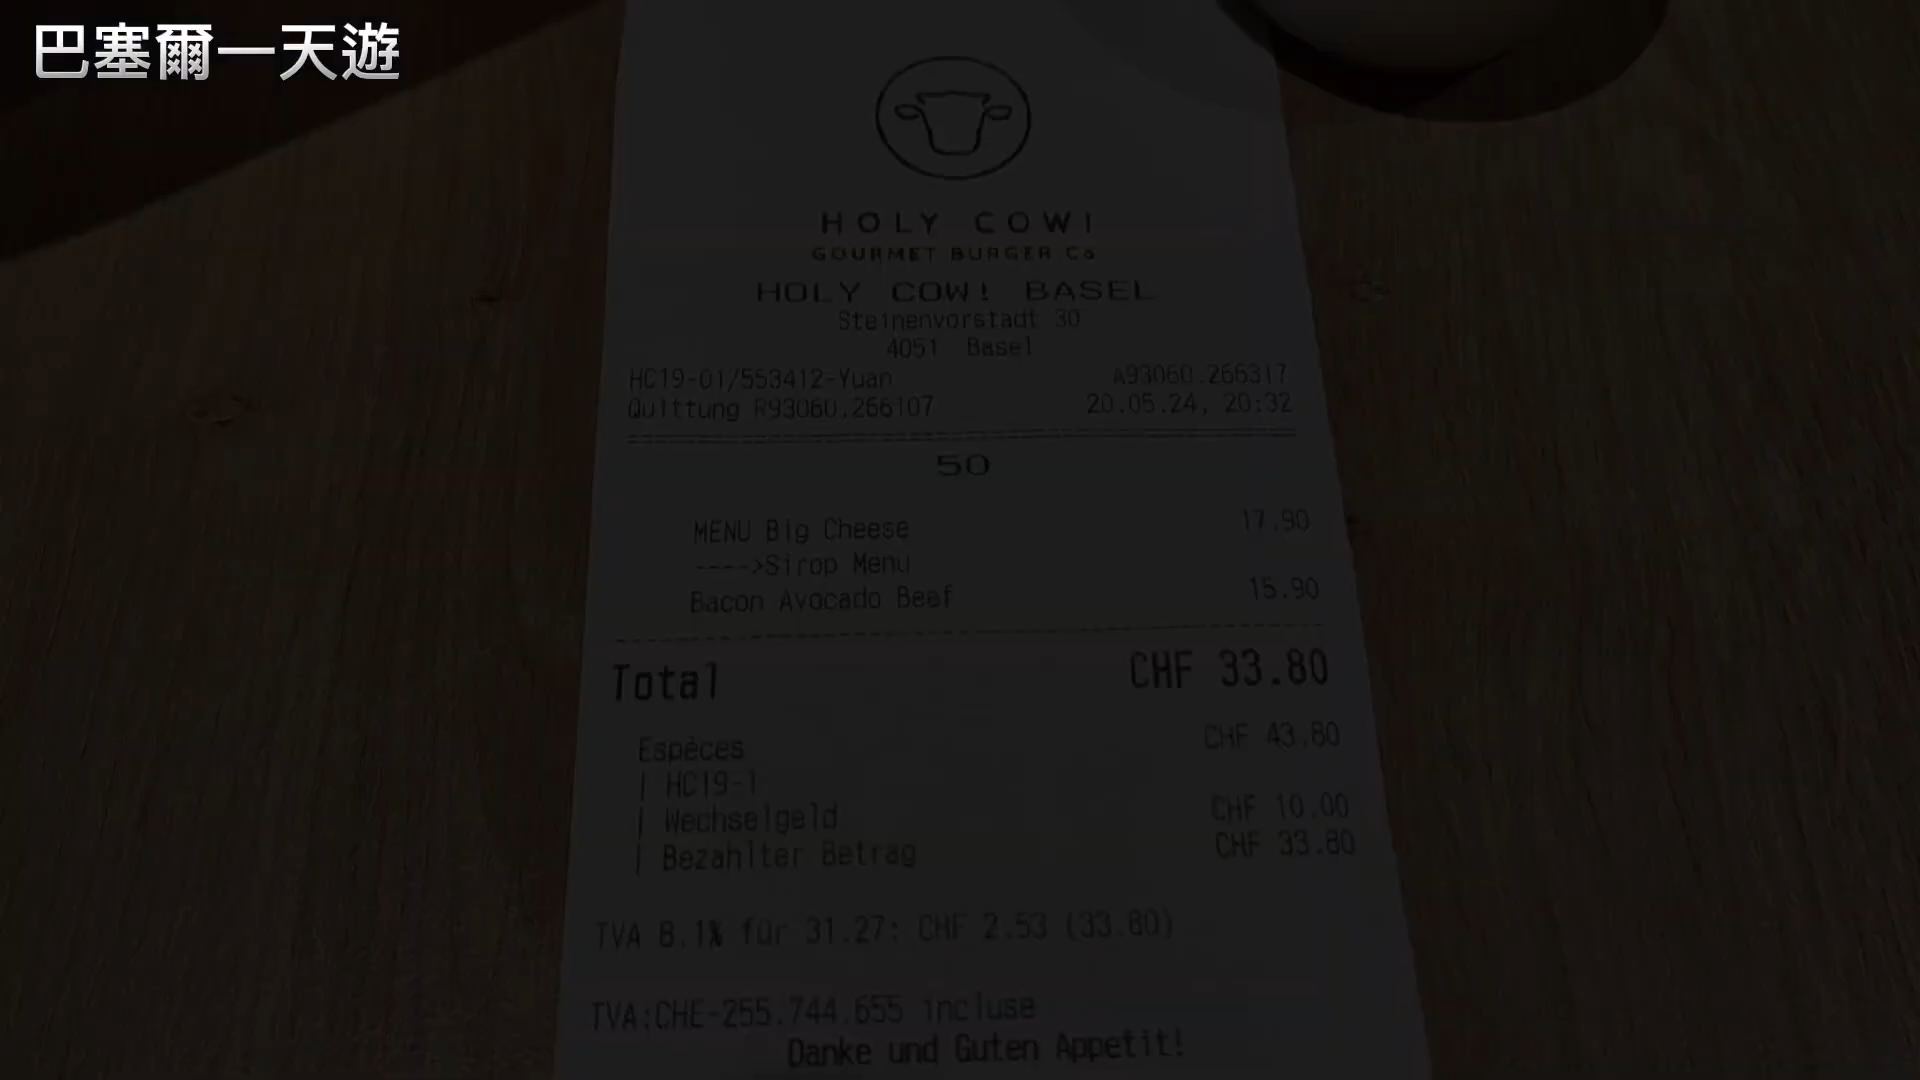 巴塞爾一天遊
HOLY COW!
GOURMET BURGER Co
HOLY COW! BASEL
Steinenvorstadt 30
4051 Basel
HC19-01/553412-Yuan A93060.266317
Quittung R93060.266107 20.05.24, 20:32
50
MENU Big Cheese 17.90
---->Sirop Menu
Bacon Avocado Beef 15.90
Total CHF 33.80
Espèces CHF 43.80
| HC19-1
| Wechselgeld CHF 10.00
| Bezahlter Betrag CHF 33.80
TVA 8.1% für 31.27: CHF 2.53 (33.80)
TVA:CHE-255.744.655 incluse
Danke und Guten Appetit!